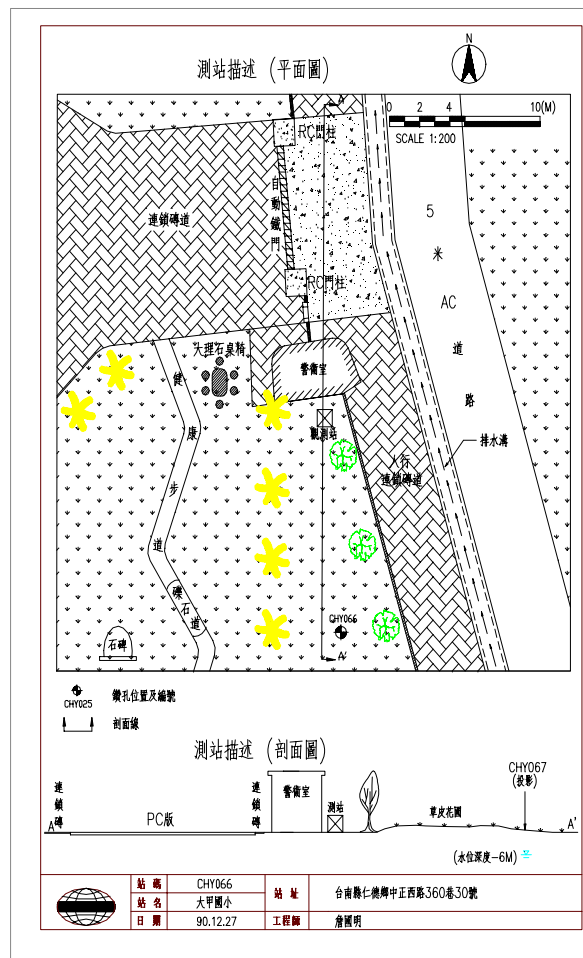 測站描述 (平面圖)
N
A
0 2 4 10(M)
SCALE 1:200
RC門柱
自動鐵門
連鎖磚道
RC門柱
5米AC道路
大理石桌椅
警衛室
健康步道
觀測站
排水溝
人行
連鎖磚道
礫石道
石碑
CHY066
A'
CHY025
鑽孔位置及編號
剖面線
測站描述 (剖面圖)
連鎖磚
連鎖磚
警衛室
測站
CHY067
(投影)
草皮花園
PC版
A
A'
(水位深度-6M)
站碼 CHY066 站址 台南縣仁德鄉中正西路360巷30號
站名 大甲國小
日期 90.12.27 工程師 詹國明